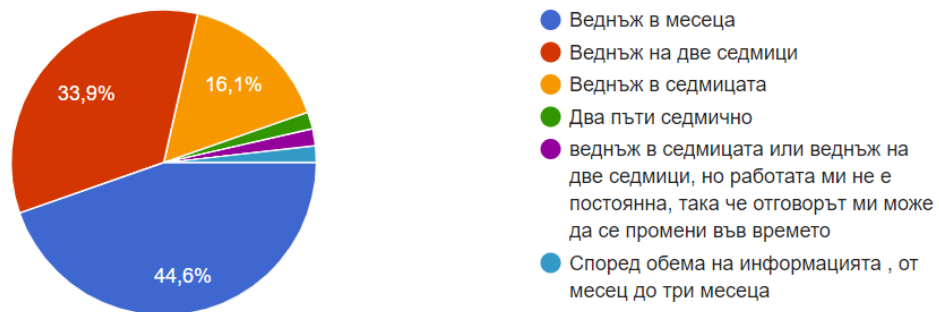 33,9%
16,1%
44,6%
Веднъж в месеца
Веднъж на две седмици
Веднъж в седмицата
Два пъти седмично
веднъж в седмицата или веднъж на
две седмици, но работата ми не е
постоянна, така че отговорът ми може
да се промени във времето
Според обема на информацията , от
месец до три месеца